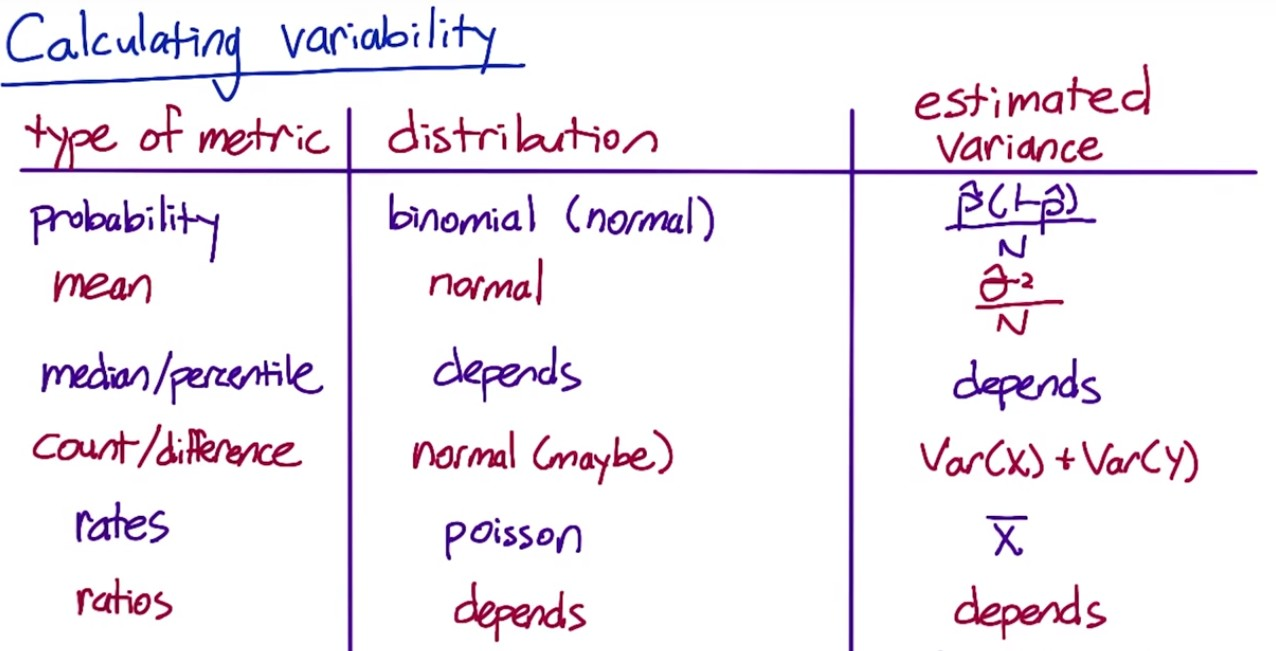 Calculating variability
type of metric distribution estimated variance
probability binomial (normal) p̂(1-p̂)/N
mean normal σ̂²/N
median/percentile depends depends
count/difference normal (maybe) Var(X) + Var(Y)
rates poisson X̄
ratios depends depends